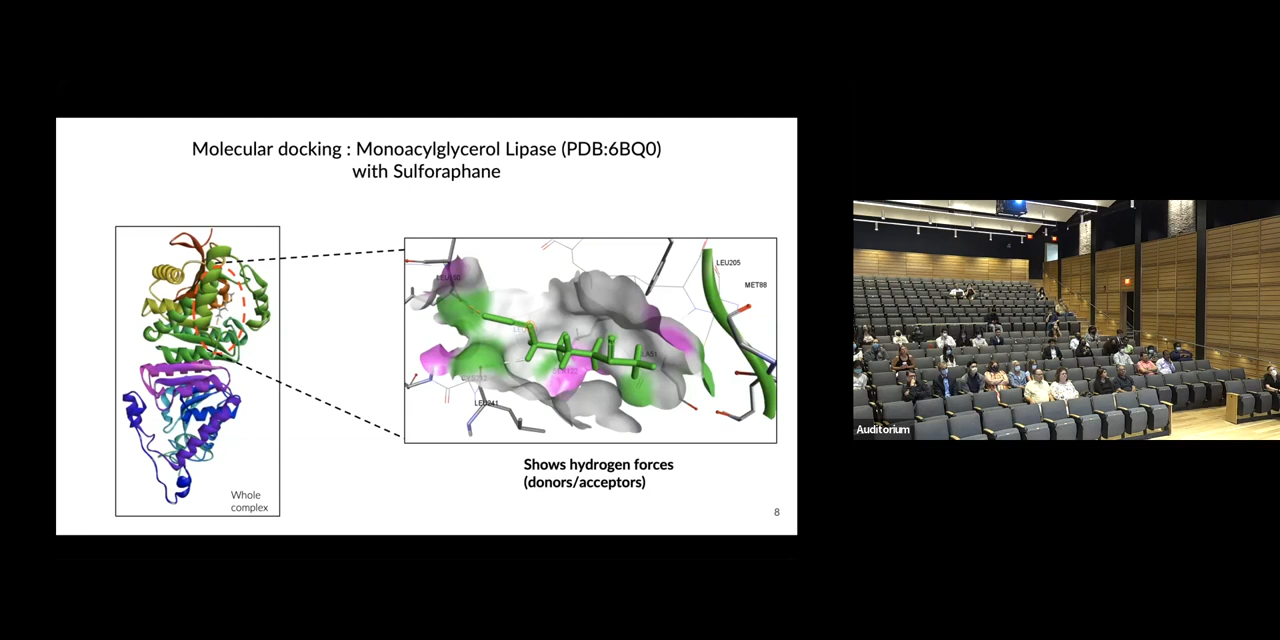 Molecular docking : Monoacylglycerol Lipase (PDB:6BQ0)
with Sulforaphane
LEU205
MET88
LEU241
Whole
complex
Shows hydrogen forces
(donors/acceptors)
8
Auditorium